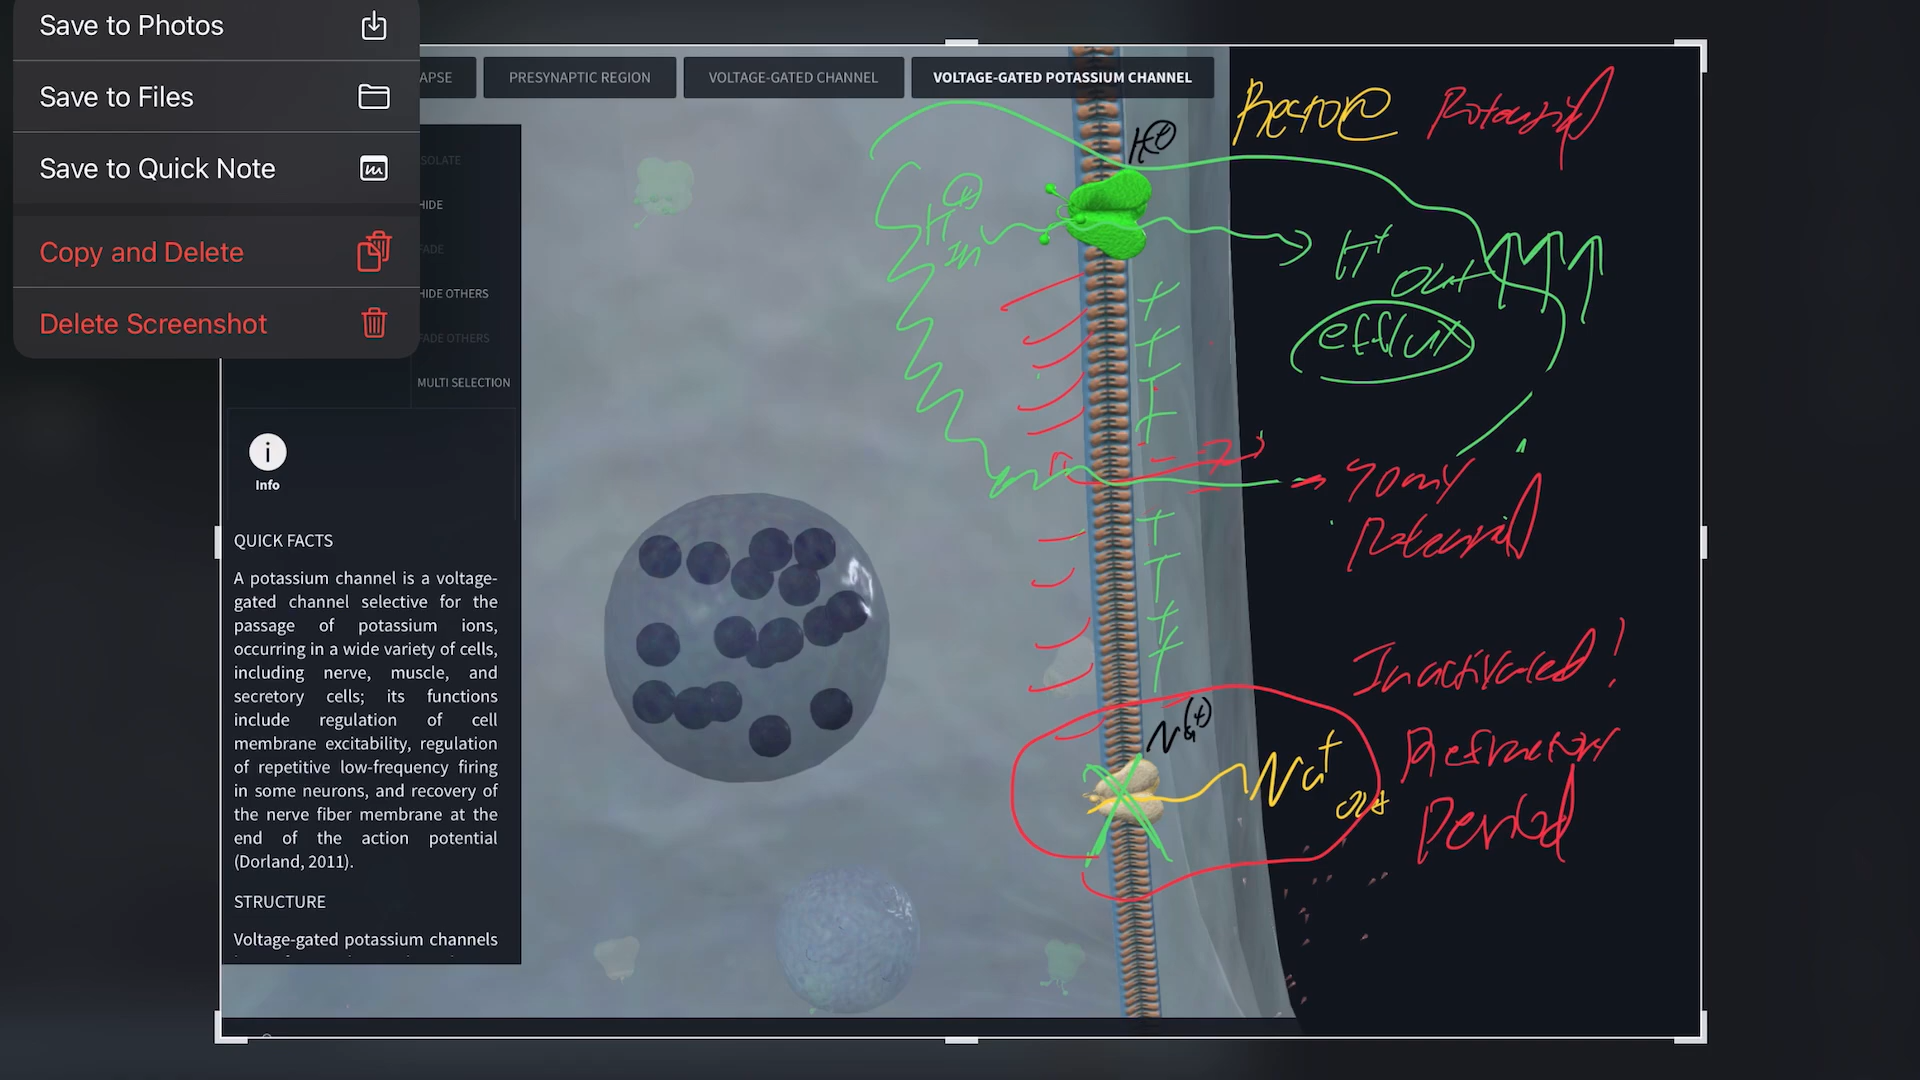 Save to Photos
Save to Files
Save to Quick Note
Copy and Delete
Delete Screenshot
APSE
PRESYNAPTIC REGION
VOLTAGE-GATED CHANNEL
VOLTAGE-GATED POTASSIUM CHANNEL
SOLATE
HIDE
FADE
HIDE OTHERS
FADE OTHERS
MULTI SELECTION
i
Info
QUICK FACTS
A potassium channel is a voltage-
gated channel selective for the
passage of potassium ions,
occurring in a wide variety of cells,
including nerve, muscle, and
secretory cells; its functions
include regulation of cell
membrane excitability, regulation
of repetitive low-frequency firing
in some neurons, and recovery of
the nerve fiber membrane at the
end of the action potential
(Dorland, 2011).
STRUCTURE
Voltage-gated potassium channels
In
out
efflux
Inactivated!
Na(+)
Na+
out
Refractory
Period